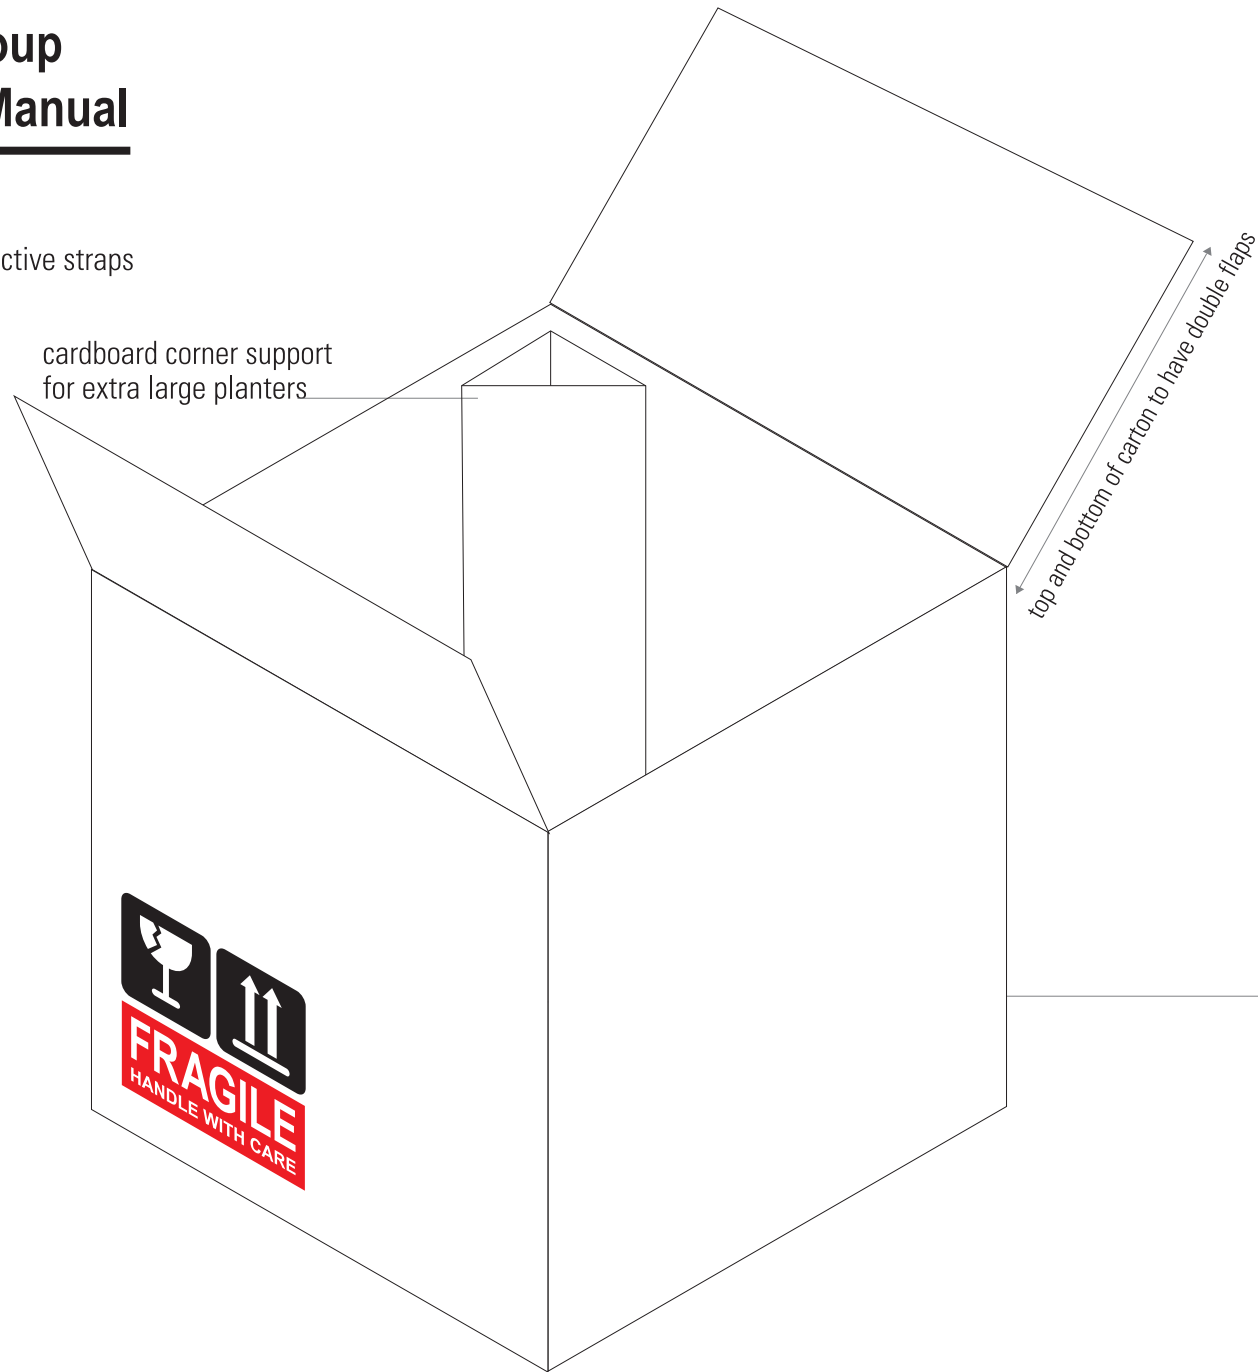 oup
Manual
ctive straps
cardboard corner support
for extra large planters
top and bottom of carton to have double flaps
FRAGILE
HANDLE WITH CARE